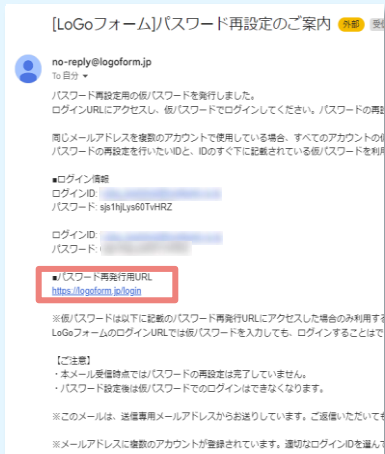 [LoGoフォーム]パスワード再設定のご案内 外部 受信
no-reply@logoform.jp
To 自分
パスワード再設定用の仮パスワードを発行しました。
ログインURLにアクセスし、仮パスワードでログインしてください。パスワードの再設
同じメールアドレスを複数のアカウントで使用している場合、すべてのアカウントの仮
パスワードの再設定を行いたいIDと、IDのすぐ下に記載されている仮パスワードを利用
■ログイン情報
ログインID:
パスワード: sjs1hjLys60TvHRZ
ログインID:
パスワード:
■パスワード再発行用URL
https://logoform.jp/login
※仮パスワードは以下に記載のパスワード再発行URLにアクセスした場合のみ利用する
LoGoフォームのログインURLでは仮パスワードを入力しても、ログインすることはで
【ご注意】
・本メール受信時点ではパスワードの再設定は完了していません。
・パスワード設定後は仮パスワードでのログインはできなくなります。
※このメールは、送信専用メールアドレスからお送りしています。ご返信いただいても
※メールアドレスに複数のアカウントが登録されています。適切なログインIDを選んで